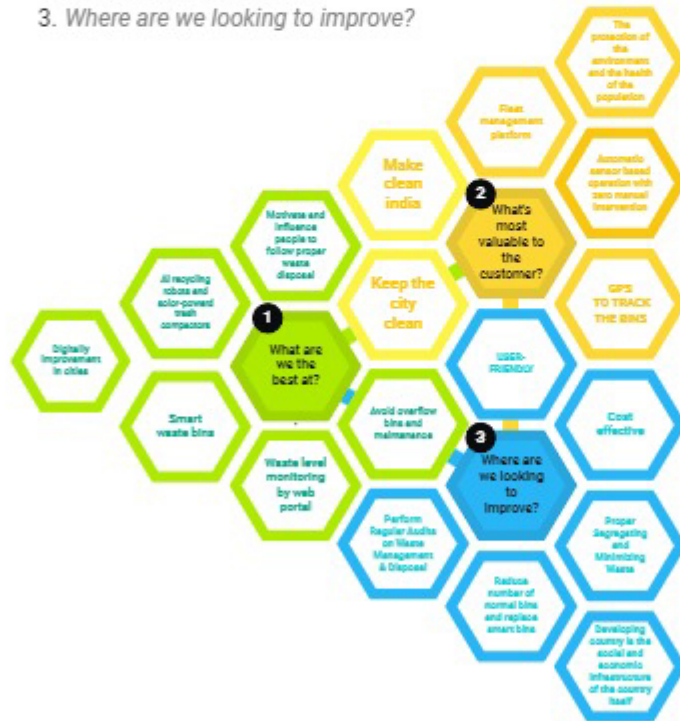 3. Where are we looking to improve?
The
protection of
the
environment
and the health
of the
population
Fleet
management
platform
Make
clean
india
Automatic
sensor based
operation with
zero manual
intervention
2
What's
most
valuable to
the
customer?
Motivate and
influence
people to
follow proper
waste
disposal
Keep the
city
clean
GPS
TO TRACK
THE BINS
AI recycling
robots and
solar-powerd
trash
compactors
1
What are
we the
best at?
USER-
FRIENDLY
Digitally
improvement
in cities
Smart
waste bins
Avoid overflow
bins and
Cost
effective
3
Where are
we looking
to
improve?
Waste level
monitoring
by web
portal
Perform
Regular Audits
on Waste
Management
& Disposal
Proper
Segregating
and
Minimizing
Waste
Reduce
number of
normal bins
and replace
smart bins
Developing
country is the
social and
economic
infrastructure
of the country
itself